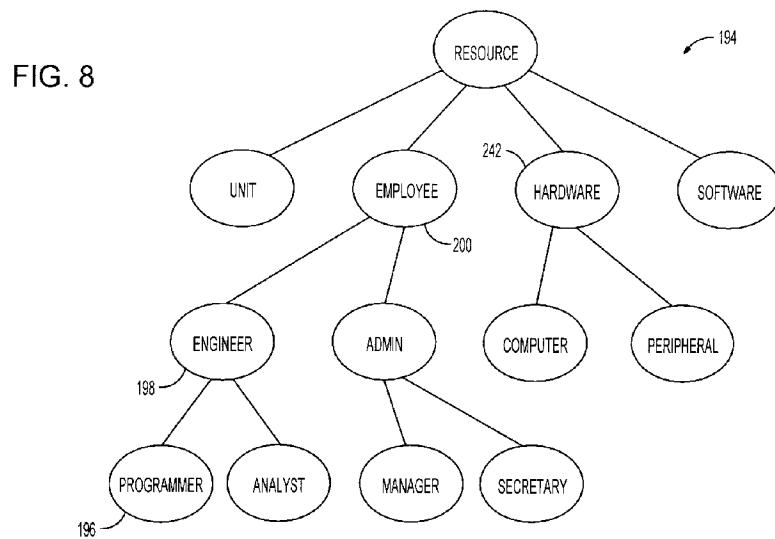 FIG. 8
RESOURCE
194
UNIT
EMPLOYEE
242
HARDWARE
SOFTWARE
200
ENGINEER
ADMIN
COMPUTER
PERIPHERAL
198
PROGRAMMER
ANALYST
MANAGER
SECRETARY
196